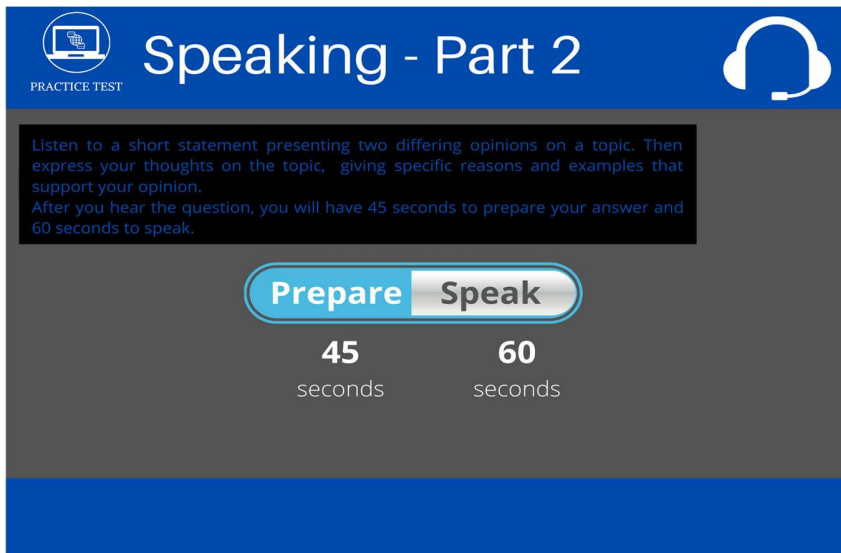 Speaking - Part 2
PRACTICE TEST
Listen to a short statement presenting two differing opinions on a topic. Then
express your thoughts on the topic, giving specific reasons and examples that
support your opinion.
After you hear the question, you will have 45 seconds to prepare your answer and
60 seconds to speak.
Prepare Speak
45 60
seconds seconds